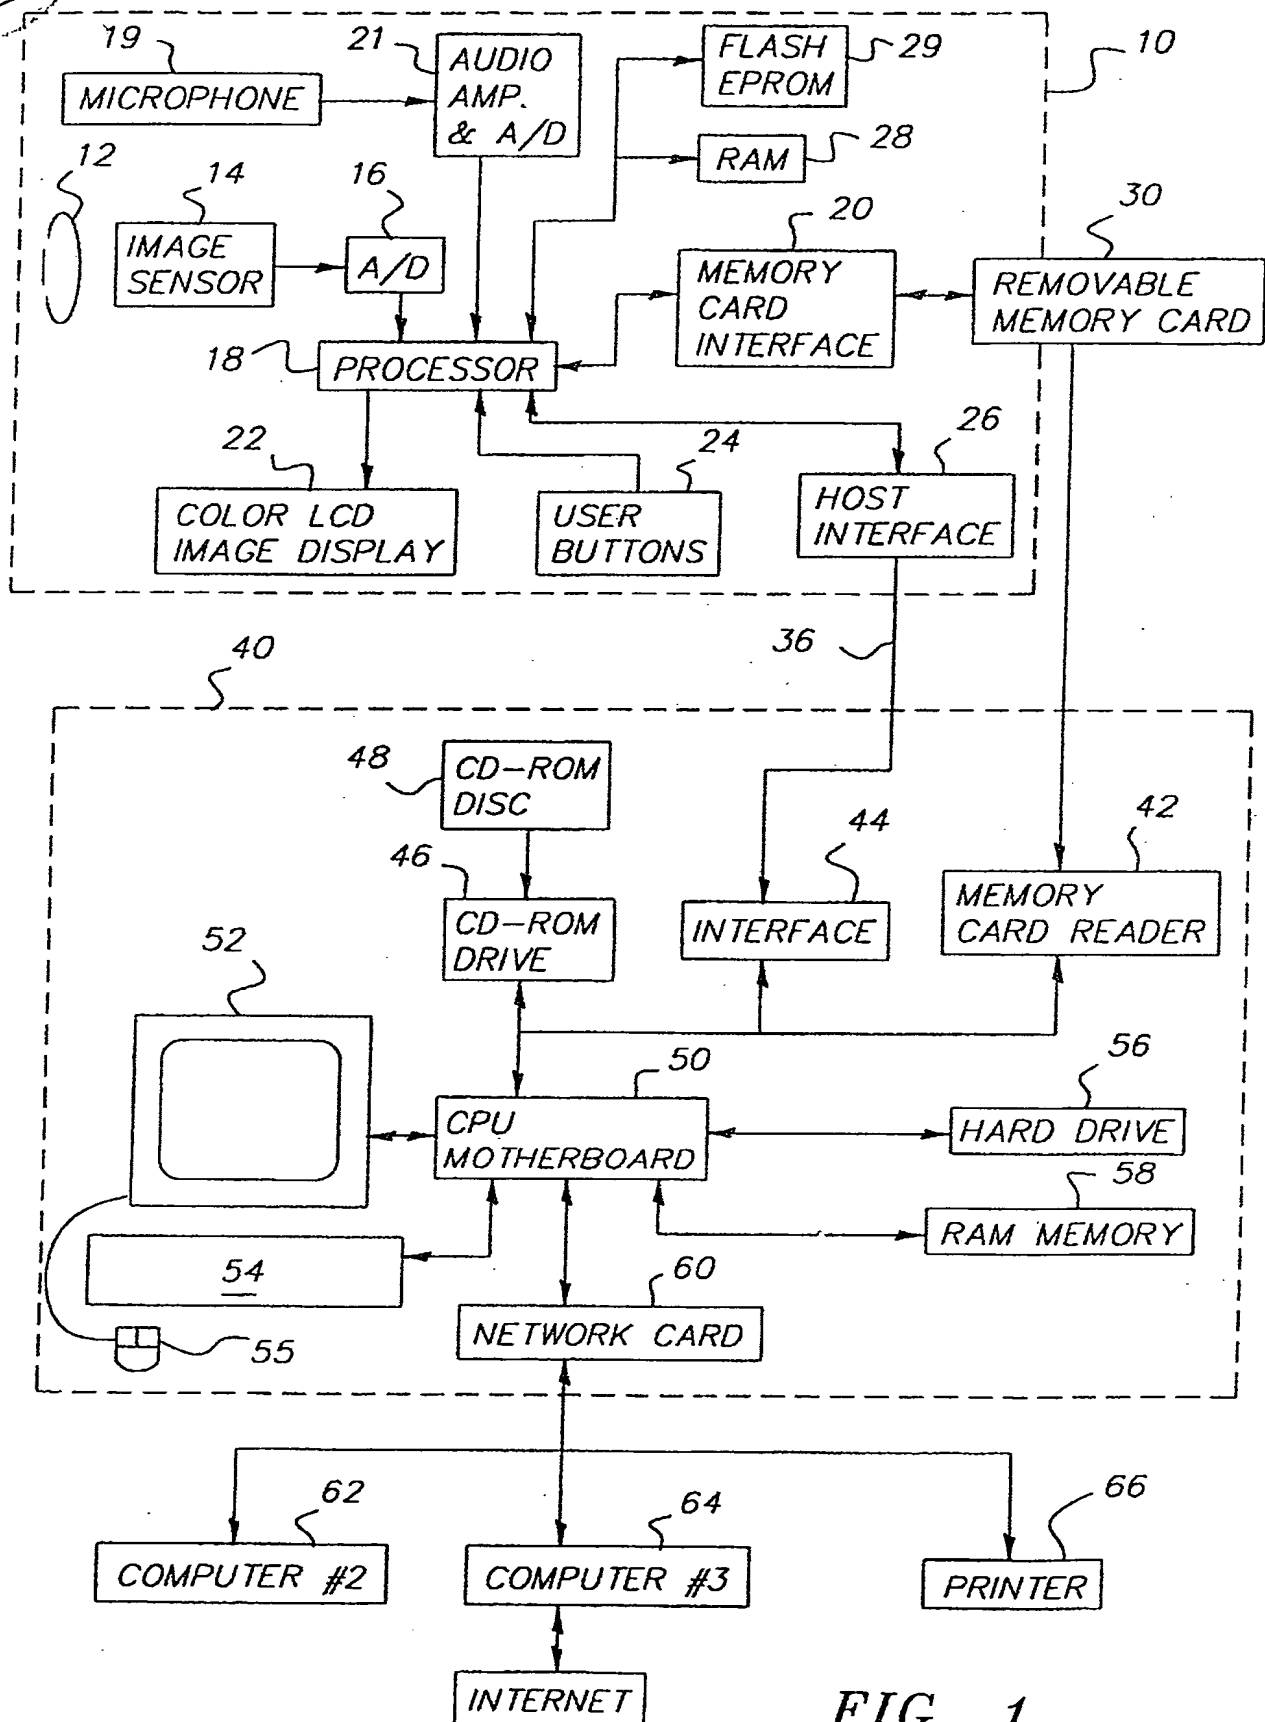 19
MICROPHONE
21
AUDIO
AMP.
& A/D
FLASH
EPROM
29
10
RAM
28
12
14
IMAGE
SENSOR
16
A/D
20
MEMORY
CARD
INTERFACE
30
REMOVABLE
MEMORY CARD
18
PROCESSOR
22
COLOR LCD
IMAGE DISPLAY
24
USER
BUTTONS
26
HOST
INTERFACE
36
40
48
CD-ROM
DISC
46
CD-ROM
DRIVE
44
INTERFACE
42
MEMORY
CARD READER
52
50
CPU
MOTHERBOARD
56
HARD DRIVE
58
RAM MEMORY
54
55
60
NETWORK CARD
62
COMPUTER #2
64
COMPUTER #3
66
PRINTER
INTERNET
FIG. 1